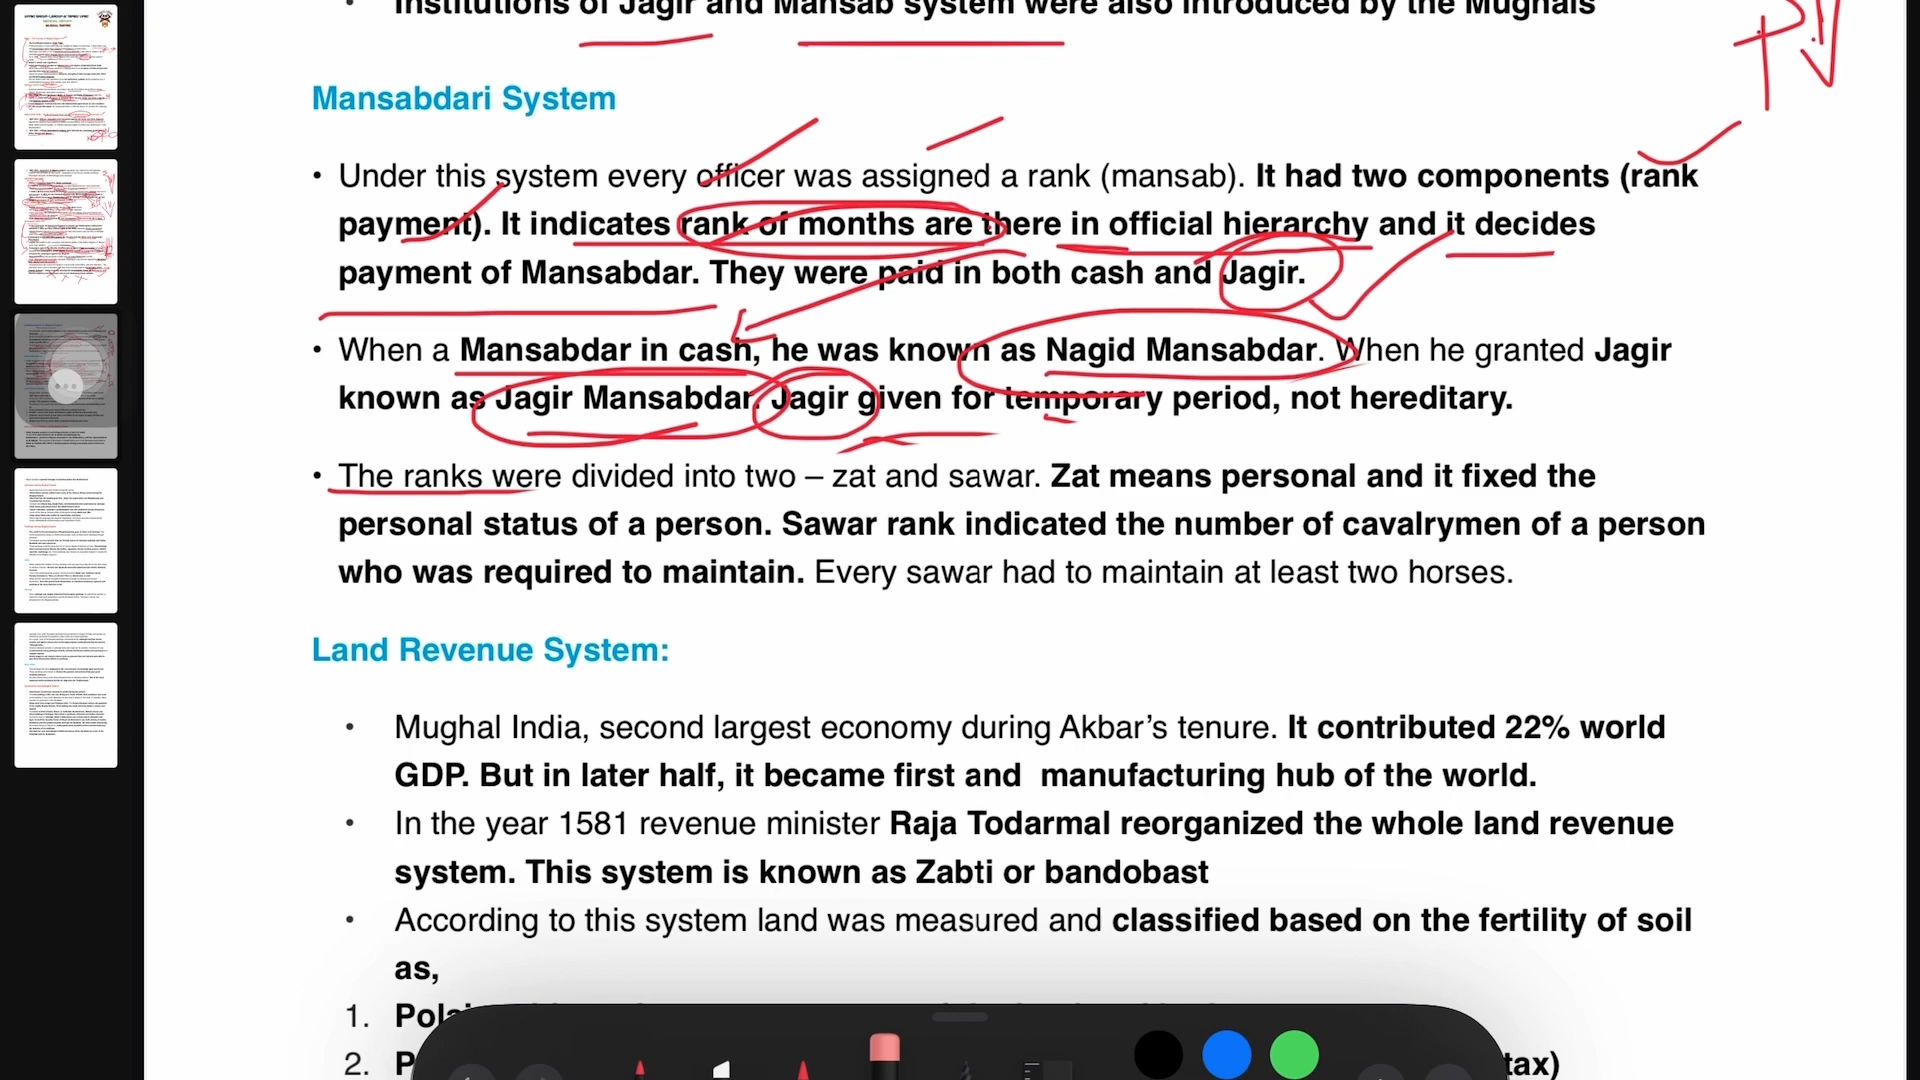 Institutions of Jagir and Mansab system were also introduced by the Mughals
Mansabdari System
• Under this system every officer was assigned a rank (mansab). It had two components (rank
payment). It indicates rank of months are there in official hierarchy and it decides
payment of Mansabdar. They were paid in both cash and Jagir.
• When a Mansabdar in cash, he was known as Nagid Mansabdar. When he granted Jagir
known as Jagir Mansabdar. Jagir given for temporary period, not hereditary.
• The ranks were divided into two – zat and sawar. Zat means personal and it fixed the
personal status of a person. Sawar rank indicated the number of cavalrymen of a person
who was required to maintain. Every sawar had to maintain at least two horses.
Land Revenue System:
• Mughal India, second largest economy during Akbar’s tenure. It contributed 22% world
GDP. But in later half, it became first and manufacturing hub of the world.
• In the year 1581 revenue minister Raja Todarmal reorganized the whole land revenue
system. This system is known as Zabti or bandobast
• According to this system land was measured and classified based on the fertility of soil
as,
1.
2. tax)